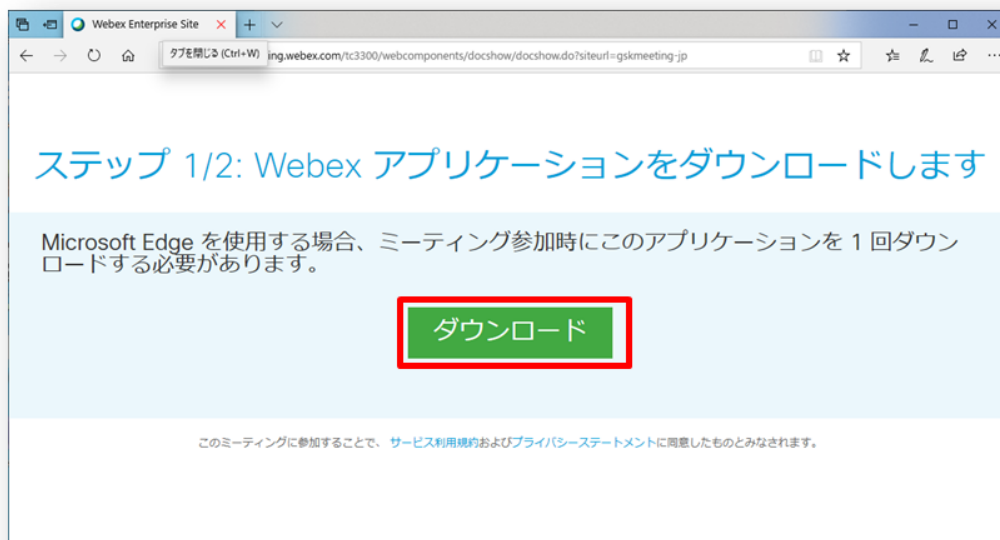 Webex Enterprise Site
タブを閉じる (Ctrl+W)
ing.webex.com/tc3300/webcomponents/docshow/docshow.do?siteurl=gskmeeting-jp
ステップ 1/2: Webex アプリケーションをダウンロードします
Microsoft Edge を使用する場合、ミーティング参加時にこのアプリケーションを 1 回ダウン
ロードする必要があります。
ダウンロード
このミーティングに参加することで、 サービス利用規約およびプライバシーステートメントに同意したものとみなされます。